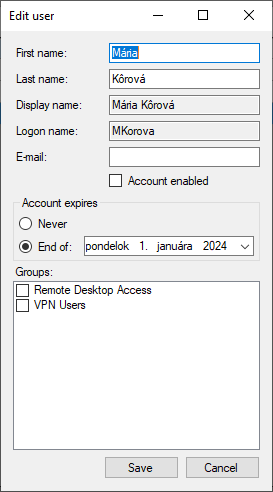 Edit user
First name: Mária
Last name: Kôrová
Display name: Mária Kôrová
Logon name: MKorova
E-mail:
Account enabled
Account expires
Never
End of: pondelok 1. januára 2024
Groups:
Remote Desktop Access
VPN Users
Save Cancel